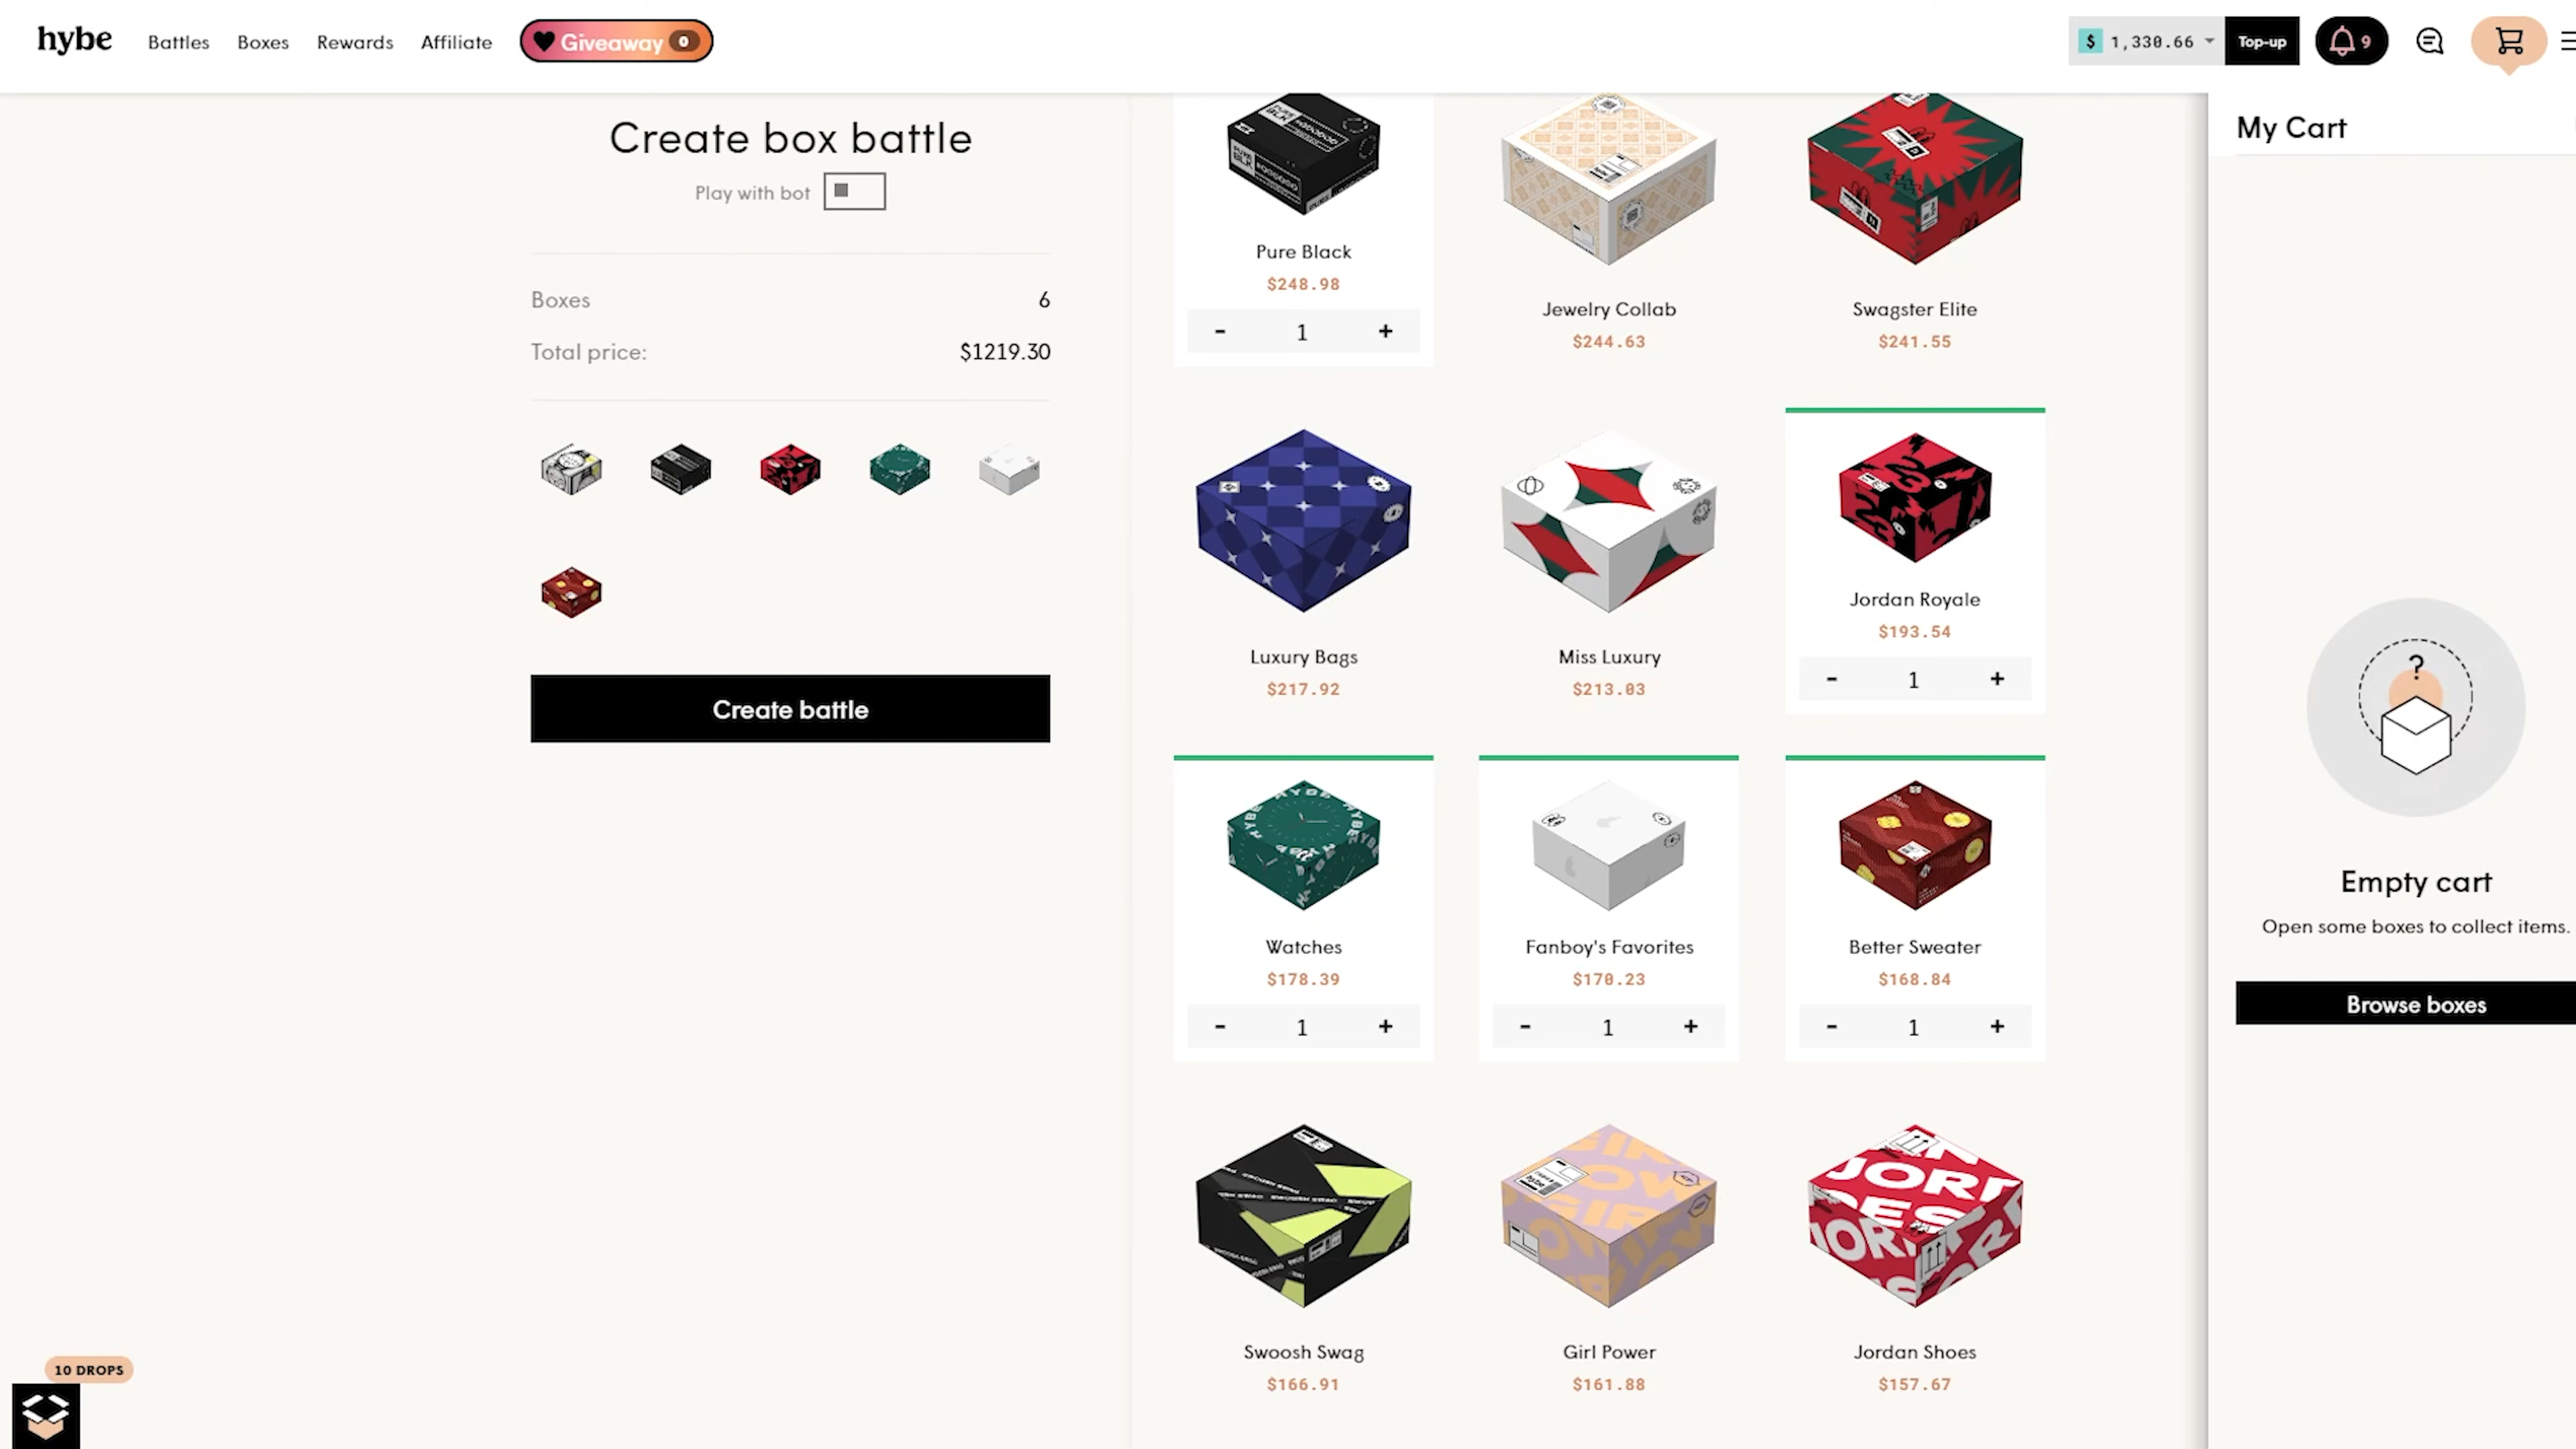 hybe
Battles
Boxes
Rewards
Affiliate
Giveaway 0
$ 1,330.66
Top-up
9
Create box battle
Play with bot
Boxes 6
Total price: $1219.30
Create battle
Pure Black
$248.98
- 1 +
Jewelry Collab
$244.63
Swagster Elite
$241.55
Luxury Bags
$217.92
Miss Luxury
$213.03
Jordan Royale
$193.54
- 1 +
Watches
$178.39
- 1 +
Fanboy's Favorites
$170.23
- 1 +
Better Sweater
$168.84
- 1 +
Swoosh Swag
$166.91
Girl Power
$161.88
Jordan Shoes
$157.67
My Cart
?
Empty cart
Open some boxes to collect items.
Browse boxes
10 DROPS